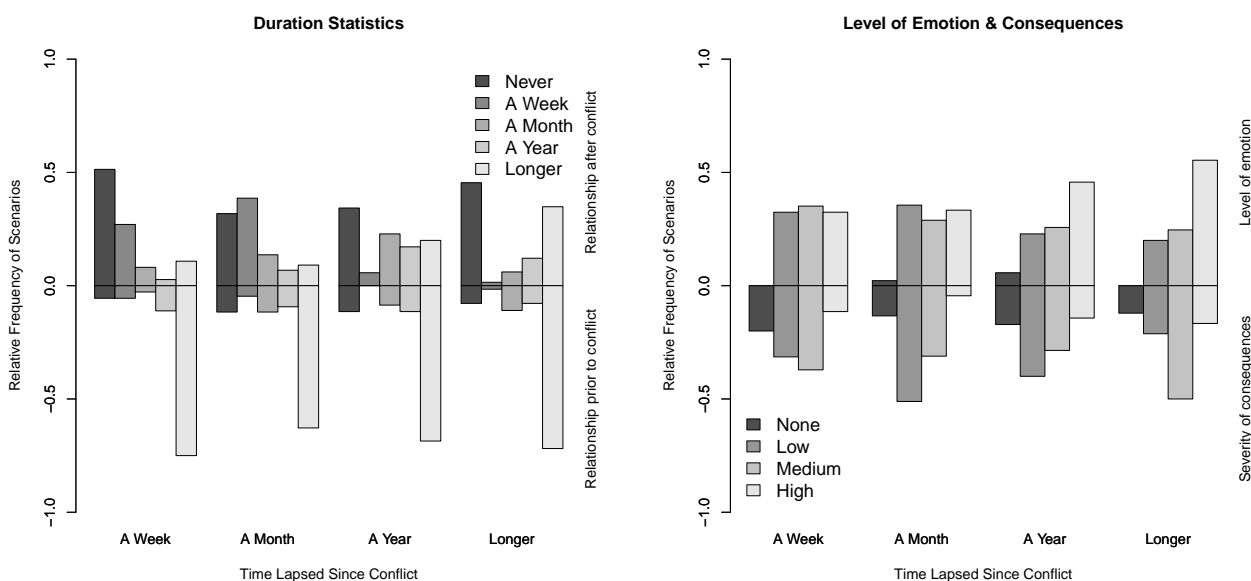 Duration Statistics
Relative Frequency of Scenarios
1.0
0.5
0.0
−0.5
−1.0
Never
A Week
A Month
A Year
Longer
Relationship after conflict
Relationship prior to conflict
A Week
A Month
A Year
Longer
Time Lapsed Since Conflict
Level of Emotion & Consequences
Relative Frequency of Scenarios
1.0
0.5
0.0
−0.5
−1.0
None
Low
Medium
High
Level of emotion
Severity of consequences
A Week
A Month
A Year
Longer
Time Lapsed Since Conflict